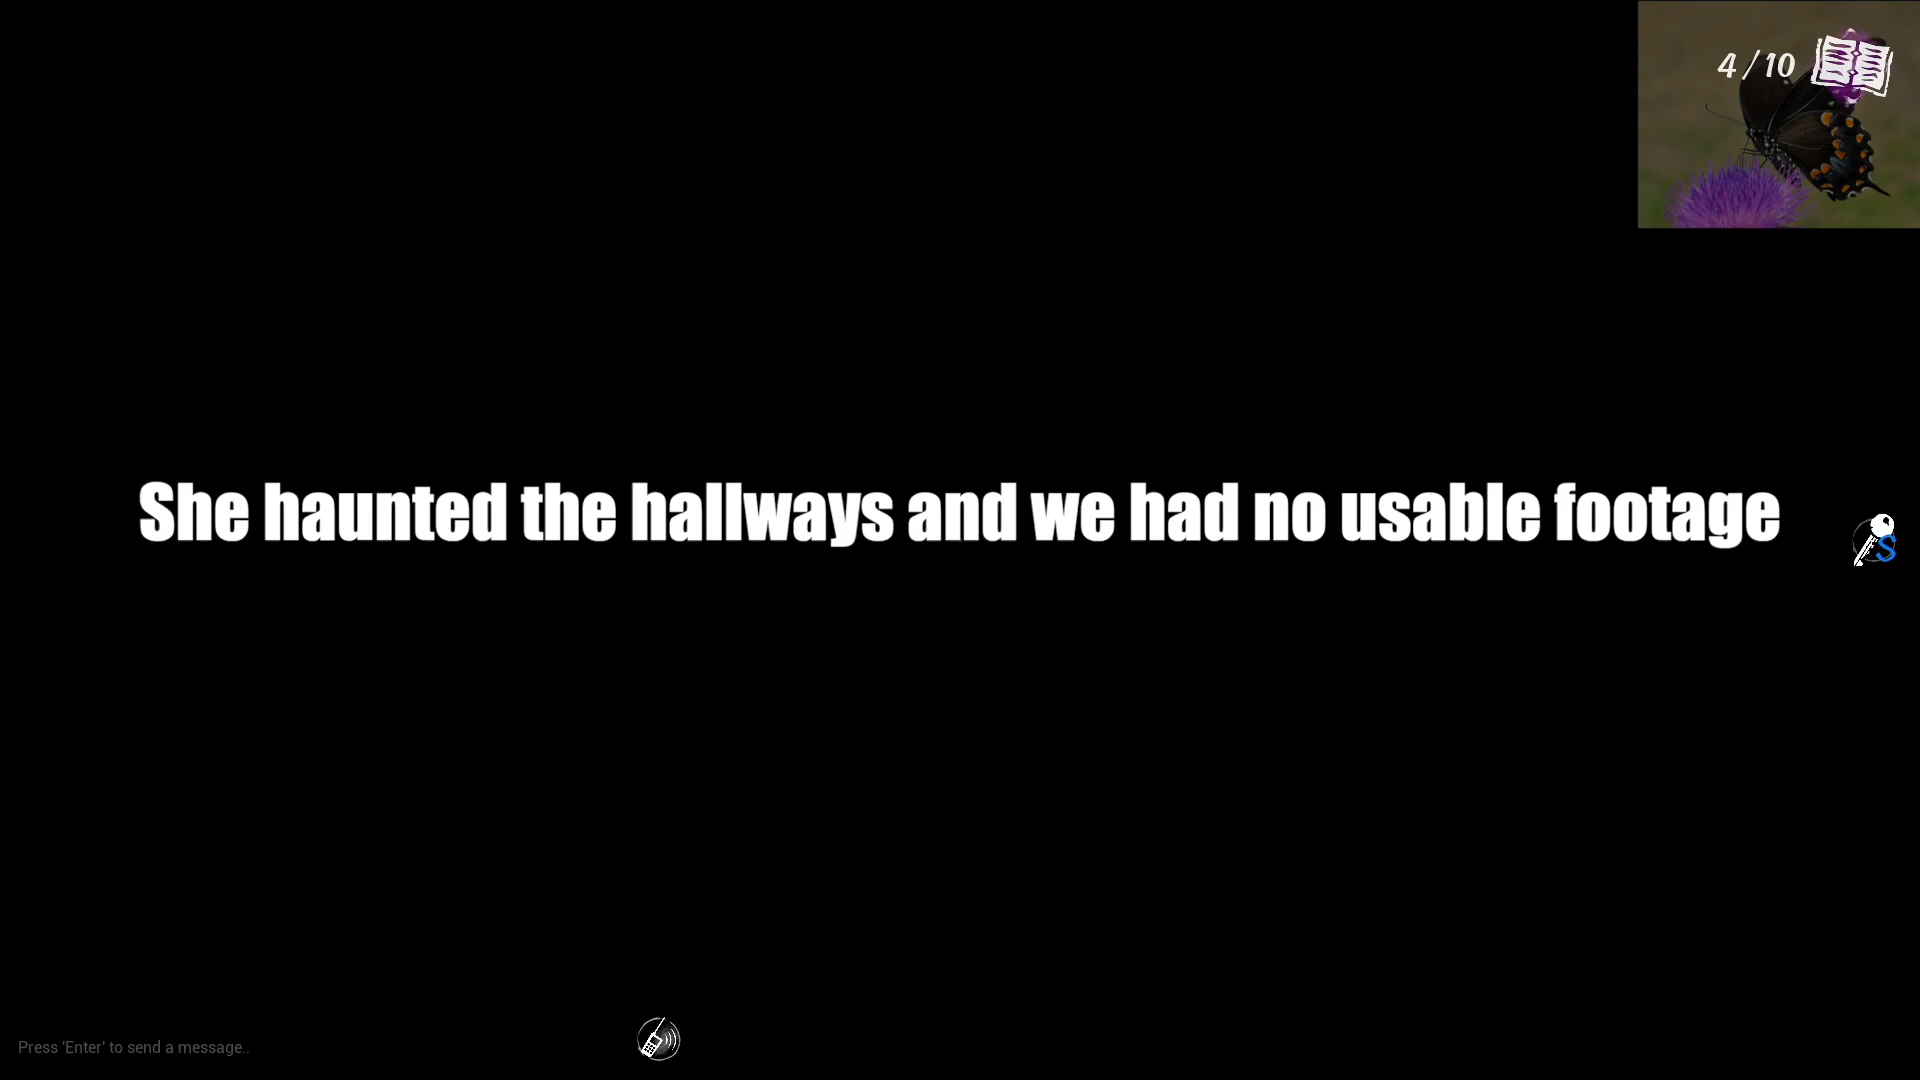 4/10
She haunted the hallways and we had no usable footage
S
Press 'Enter' to send a message..